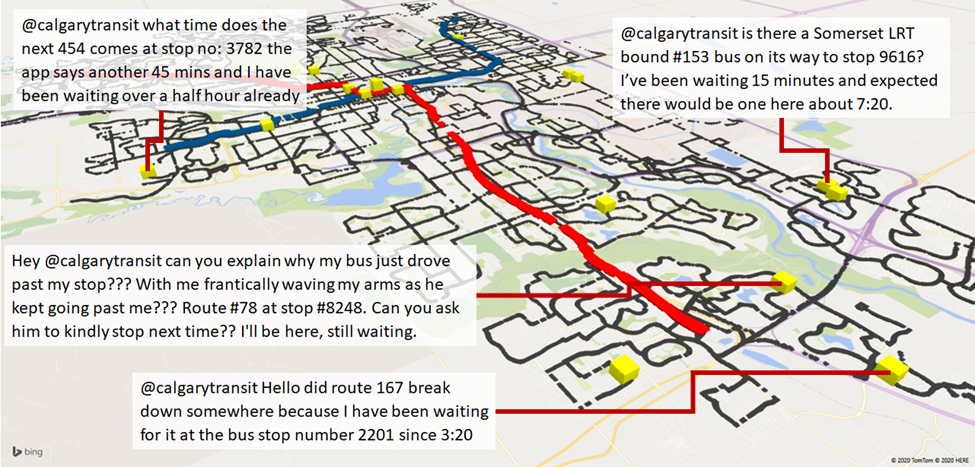 @calgarytransit what time does the
next 454 comes at stop no: 3782 the
app says another 45 mins and I have
been waiting over a half hour already
@calgarytransit is there a Somerset LRT
bound #153 bus on its way to stop 9616?
I’ve been waiting 15 minutes and expected
there would be one here about 7:20.
Hey @calgarytransit can you explain why my bus just drove
past my stop??? With me frantically waving my arms as he
kept going past me??? Route #78 at stop #8248. Can you ask
him to kindly stop next time?? I'll be here, still waiting.
@calgarytransit Hello did route 167 break
down somewhere because I have been waiting
for it at the bus stop number 2201 since 3:20
bing
© 2020 TomTom © 2020 HERE